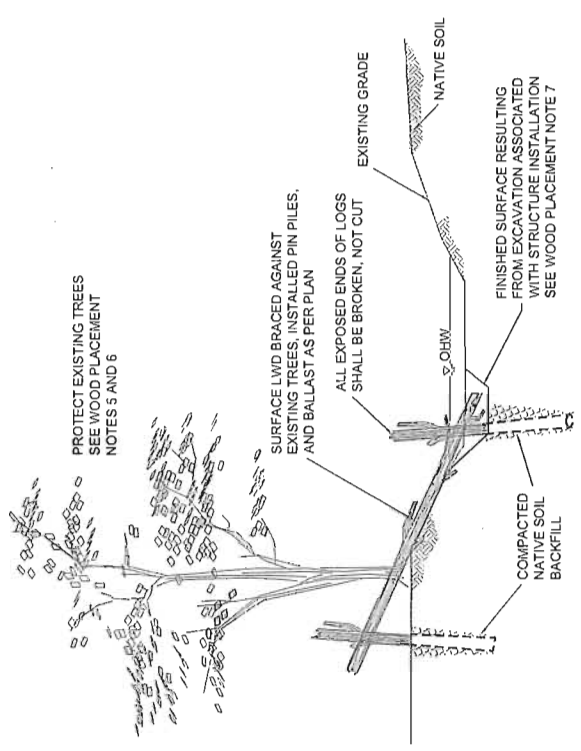 PROTECT EXISTING TREES
SEE WOOD PLACEMENT
NOTES 5 AND 6
SURFACE LWD BRACED AGAINST
EXISTING TREES, INSTALLED PIN PILES,
AND BALLAST AS PER PLAN
ALL EXPOSED ENDS OF LOGS
SHALL BE BROKEN, NOT CUT
EXISTING GRADE
OHW
NATIVE SOIL
COMPACTED
NATIVE SOIL
BACKFILL
FINISHED SURFACE RESULTING
FROM EXCAVATION ASSOCIATED
WITH STRUCTURE INSTALLATION
SEE WOOD PLACEMENT NOTE 7